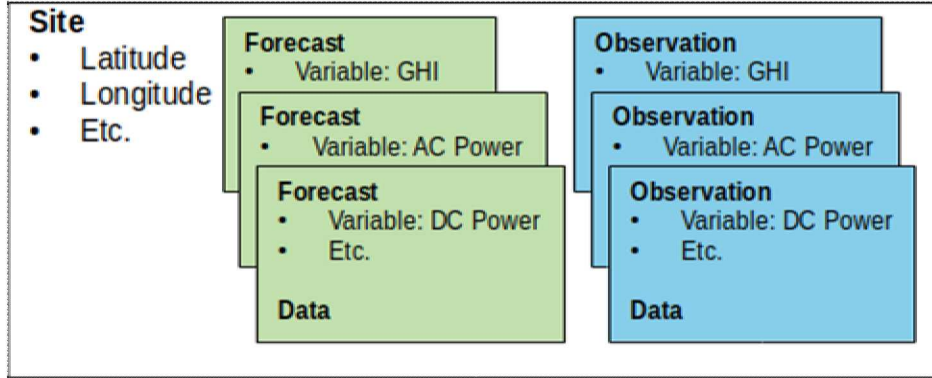 Site
• Latitude
• Longitude
• Etc.
Forecast
• Variable: GHI
Forecast
• Variable: AC Power
Forecast
• Variable: DC Power
• Etc.
Data
Observation
• Variable: GHI
Observation
• Variable: AC Power
Observation
• Variable: DC Power
• Etc.
Data